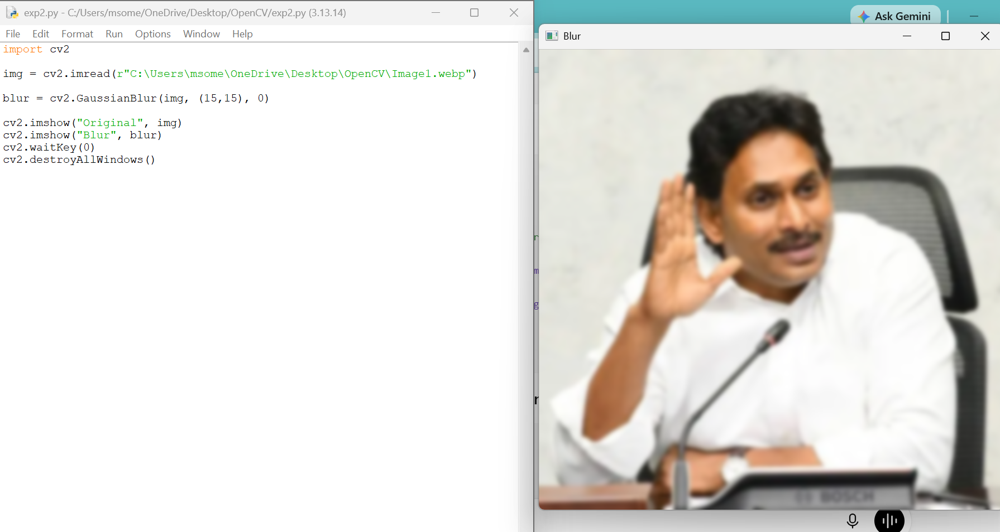 exp2.py - C:/Users/msome/OneDrive/Desktop/OpenCV/exp2.py (3.13.14)
File Edit Format Run Options Window Help
import cv2
img = cv2.imread(r"C:\Users\msome\OneDrive\Desktop\OpenCV\Image1.webp")
blur = cv2.GaussianBlur(img, (15,15), 0)
cv2.imshow("Original", img)
cv2.imshow("Blur", blur)
cv2.waitKey(0)
cv2.destroyAllWindows()
Ask Gemini
Blur
r
m
g
r
BOSCH